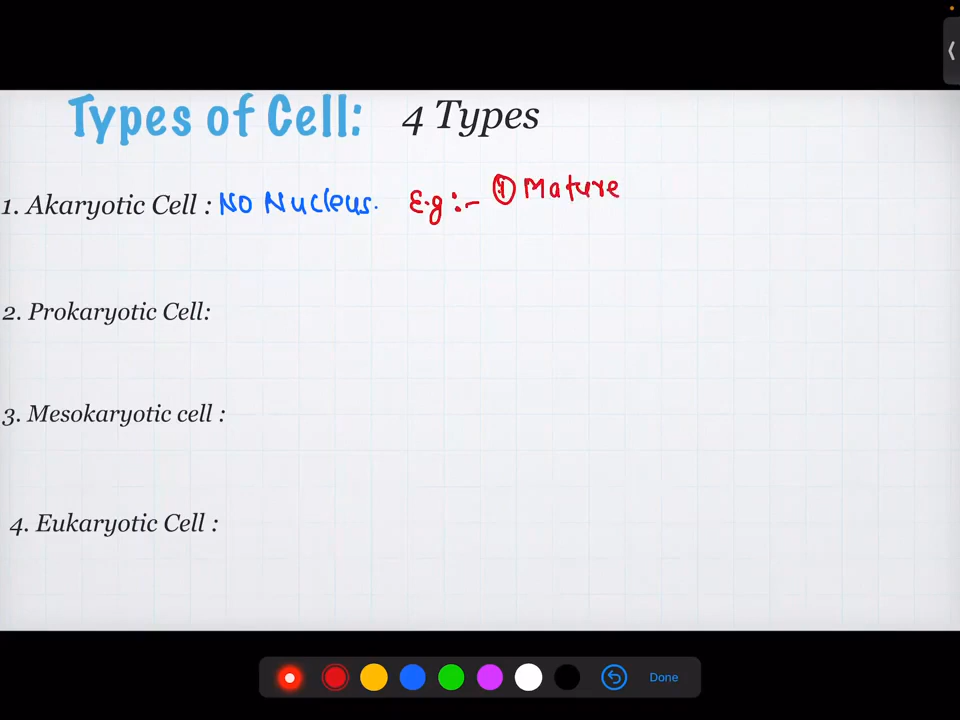 Types of Cell: 4 Types
1. Akaryotic Cell : No Nucleus. E.g :- ① Mature
2. Prokaryotic Cell:
3. Mesokaryotic cell :
4. Eukaryotic Cell :
Done